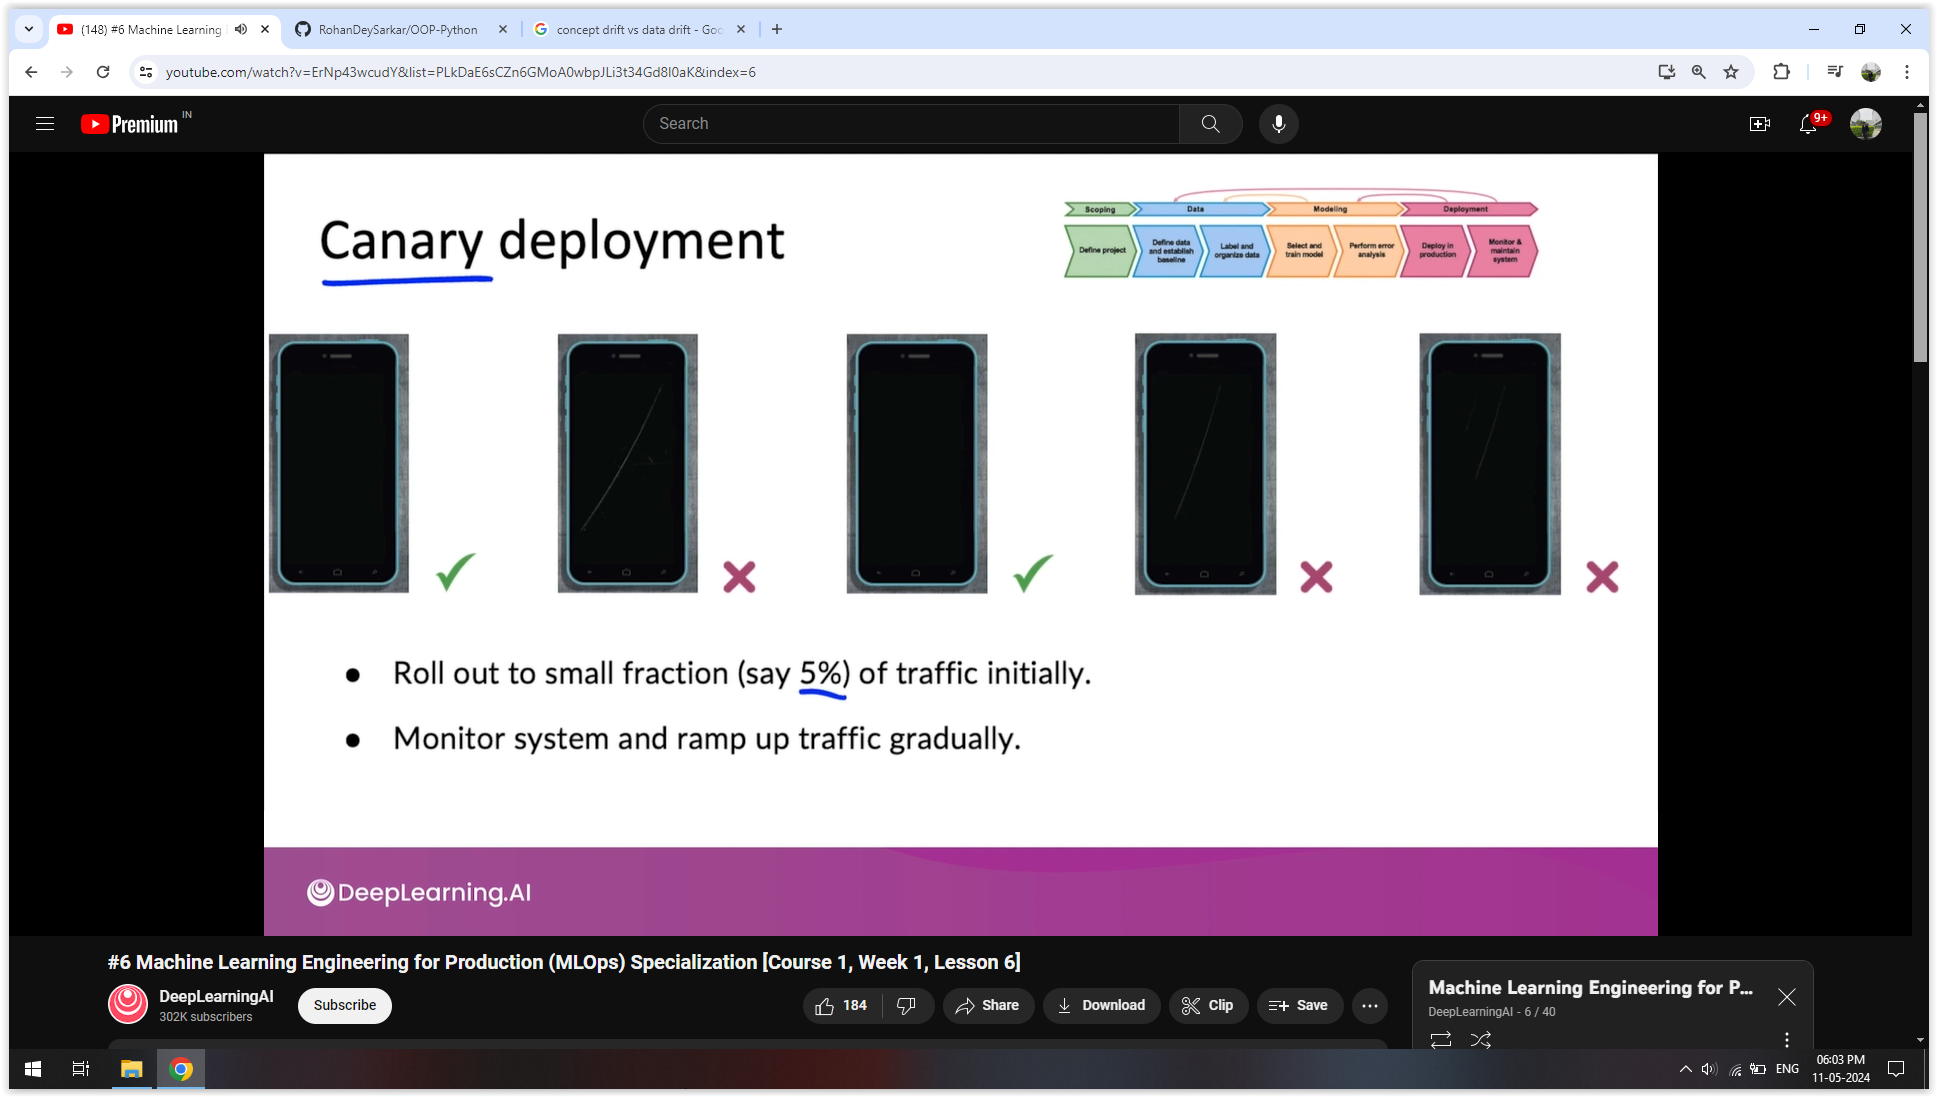 (148) #6 Machine Learning
RohanDeySarkar/OOP-Python
concept drift vs data drift - Goo
youtube.com/watch?v=ErNp43wcudY&list=PLkDaE6sCZn6GMoA0wbpJLi3t34Gd8l0aK&index=6
Premium IN
Search
9+
Canary deployment
Scoping Data Modeling Deployment
Define project
Define data and establish baseline
Label and organize data
Select and train model
Perform error analysis
Deploy in production
Monitor & maintain system
● Roll out to small fraction (say 5%) of traffic initially.
● Monitor system and ramp up traffic gradually.
DeepLearning.AI
#6 Machine Learning Engineering for Production (MLOps) Specialization [Course 1, Week 1, Lesson 6]
DeepLearningAI
302K subscribers
Subscribe
184
Share
Download
Clip
Save
Machine Learning Engineering for P...
DeepLearningAI - 6 / 40
ENG
06:03 PM
11-05-2024